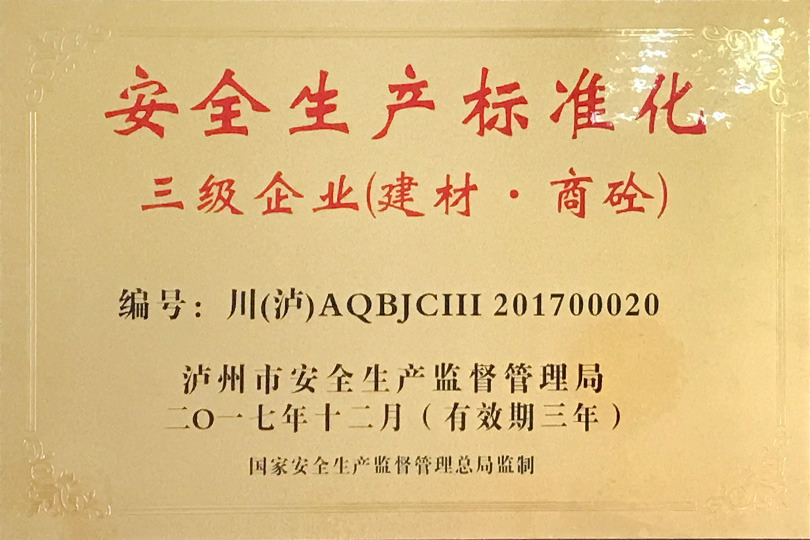 安全生产标准化
三级企业(建材·商砼)
编号：川(泸)AQBJCIII 201700020
泸州市安全生产监督管理局
二〇一七年十二月（有效期三年）
国家安全生产监督管理总局监制